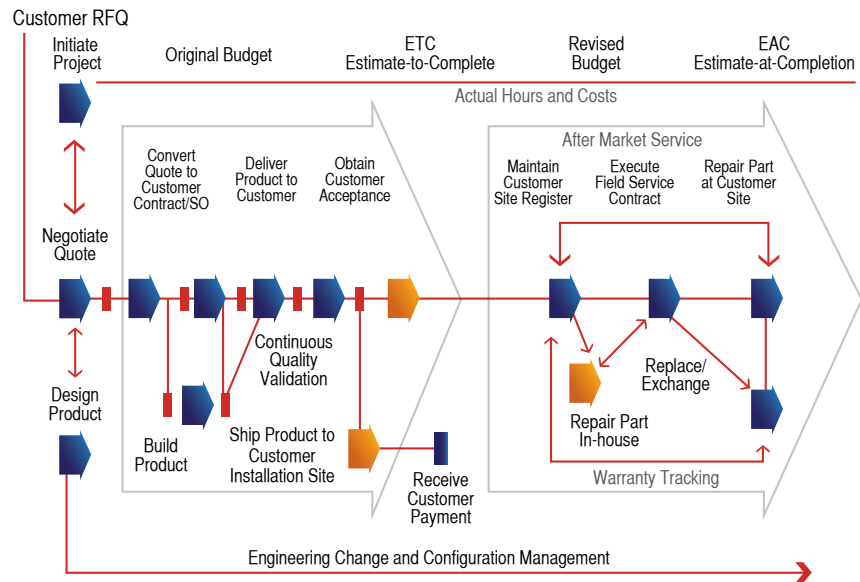 Customer RFQ
Initiate
Project
Original Budget
ETC
Estimate-to-Complete
Revised
Budget
EAC
Estimate-at-Completion
Actual Hours and Costs
After Market Service
Convert
Quote to
Customer
Contract/SO
Deliver
Product to
Customer
Obtain
Customer
Acceptance
Maintain
Customer
Site Register
Execute
Field Service
Contract
Repair Part
at Customer
Site
Negotiate
Quote
Continuous
Quality
Validation
Replace/
Exchange
Design
Product
Build
Product
Ship Product to
Customer
Installation Site
Repair Part
In-house
Receive
Customer
Payment
Warranty Tracking
Engineering Change and Configuration Management